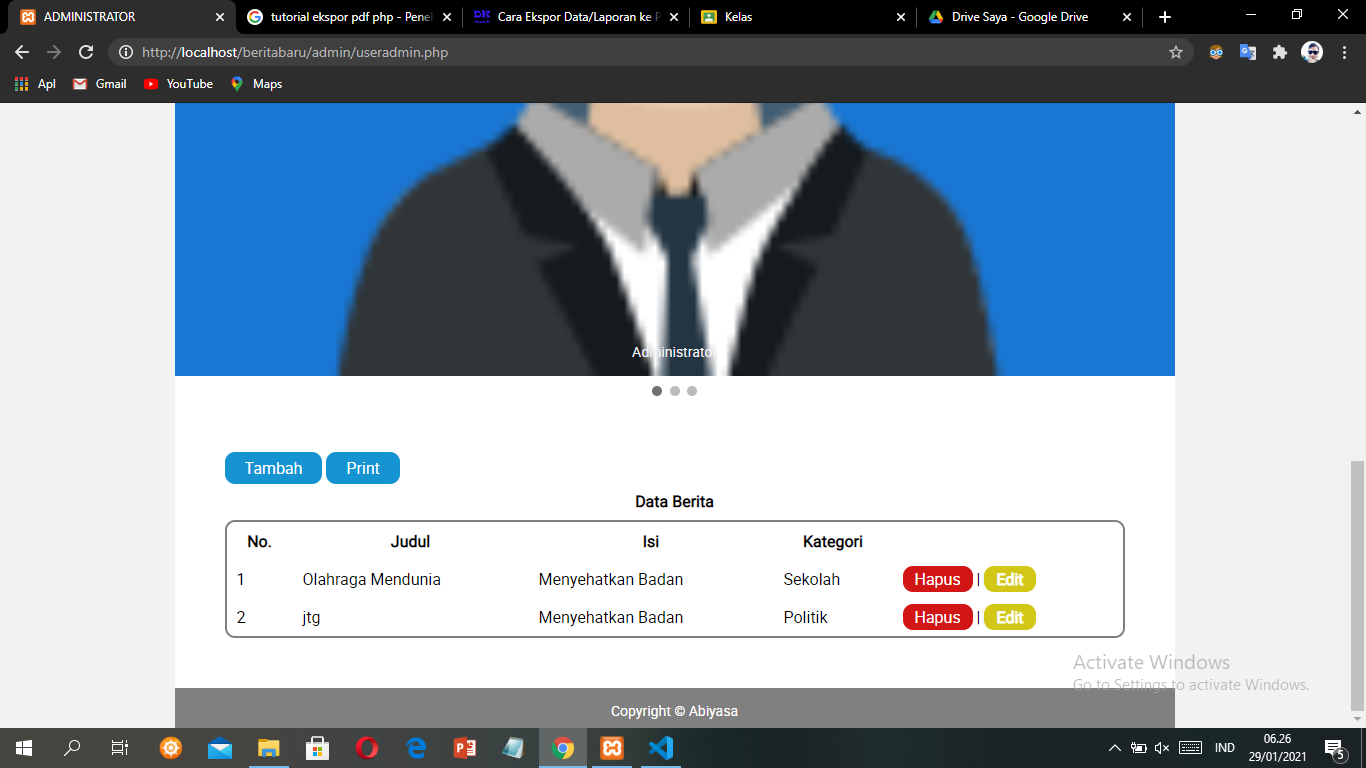 ADMINISTRATOR
tutorial ekspor pdf php - Penel
Cara Ekspor Data/Laporan ke P
Kelas
Drive Saya - Google Drive
http://localhost/beritabaru/admin/useradmin.php
Apl
Gmail
YouTube
Maps
Administrator
Tambah
Print
Data Berita
No. Judul Isi Kategori
1 Olahraga Mendunia Menyehatkan Badan Sekolah Hapus | Edit
2 jtg Menyehatkan Badan Politik Hapus | Edit
Activate Windows
Go to Settings to activate Windows.
Copyright © Abiyasa
IND
06.26
29/01/2021
5